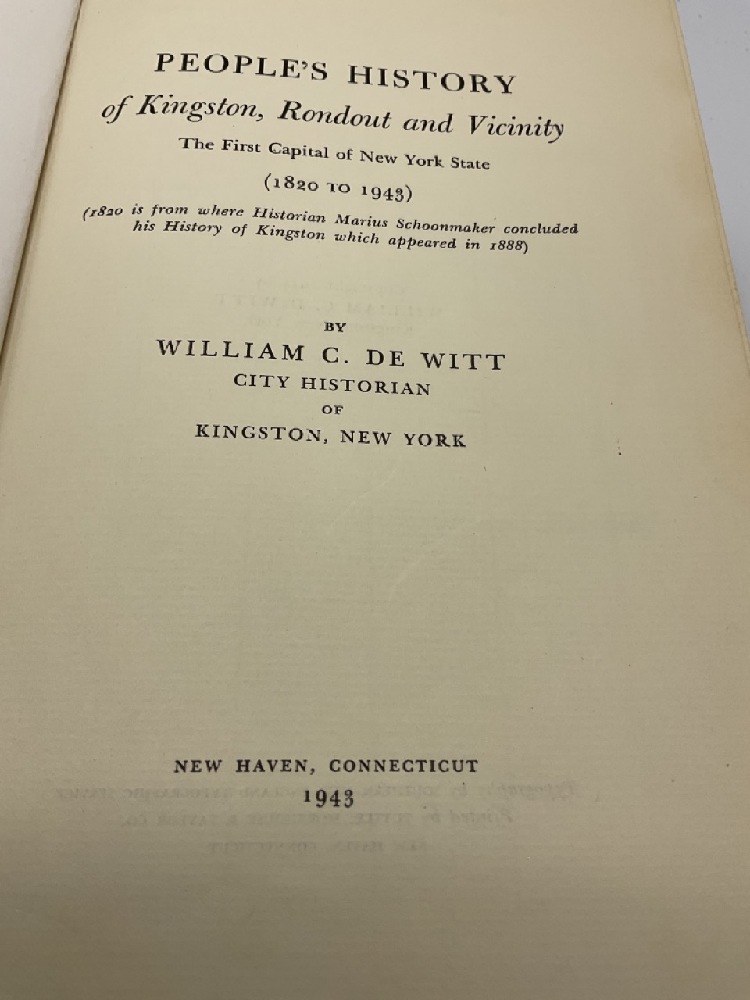 PEOPLE'S HISTORY
of Kingston, Rondout and Vicinity
The First Capital of New York State
(1820 TO 1943)
(1820 is from where Historian Marius Schoonmaker concluded
his History of Kingston which appeared in 1888)
BY
WILLIAM C. DE WITT
CITY HISTORIAN
OF
KINGSTON, NEW YORK
NEW HAVEN, CONNECTICUT
1943